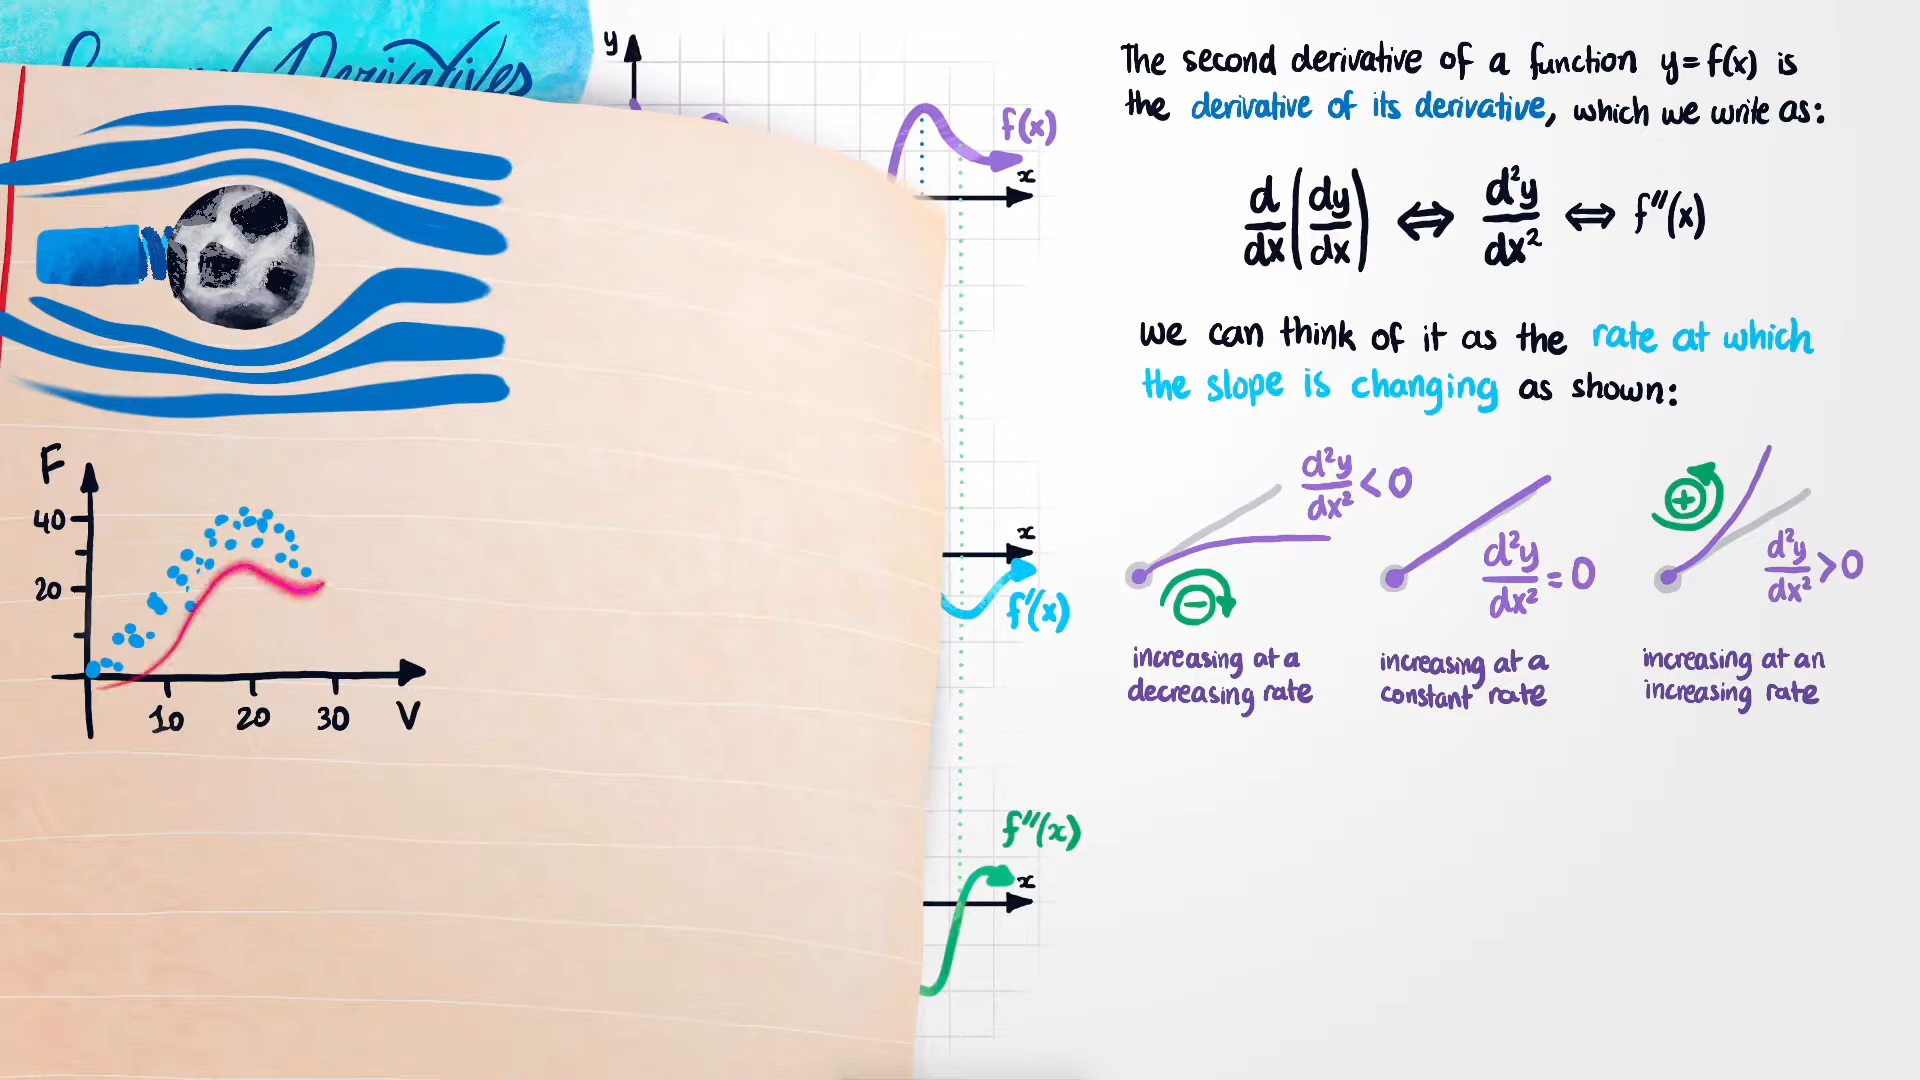 Derivatives
y
f(x)
x
F
40
20
10 20 30 V
x
f'(x)
f''(x)
x
The second derivative of a function y=f(x) is
the derivative of its derivative, which we write as:
d/dx(dy/dx) ⇔ d²y/dx² ⇔ f''(x)
we can think of it as the rate at which
the slope is changing as shown:
d²y/dx² < 0
−
increasing at a
decreasing rate
d²y/dx² = 0
increasing at a
constant rate
+
d²y/dx² > 0
increasing at an
increasing rate